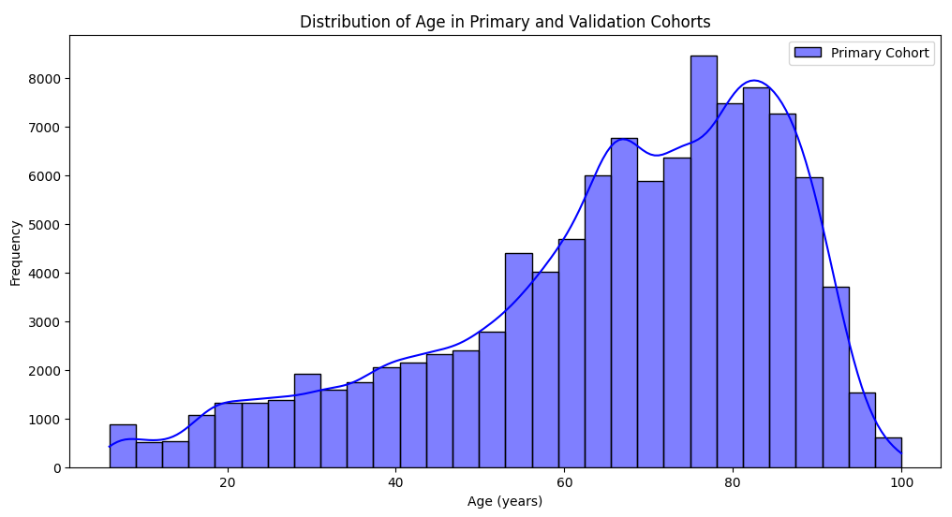 Distribution of Age in Primary and Validation Cohorts
Primary Cohort
Frequency
8000
7000
6000
5000
4000
3000
2000
1000
0
20 40 60 80 100
Age (years)